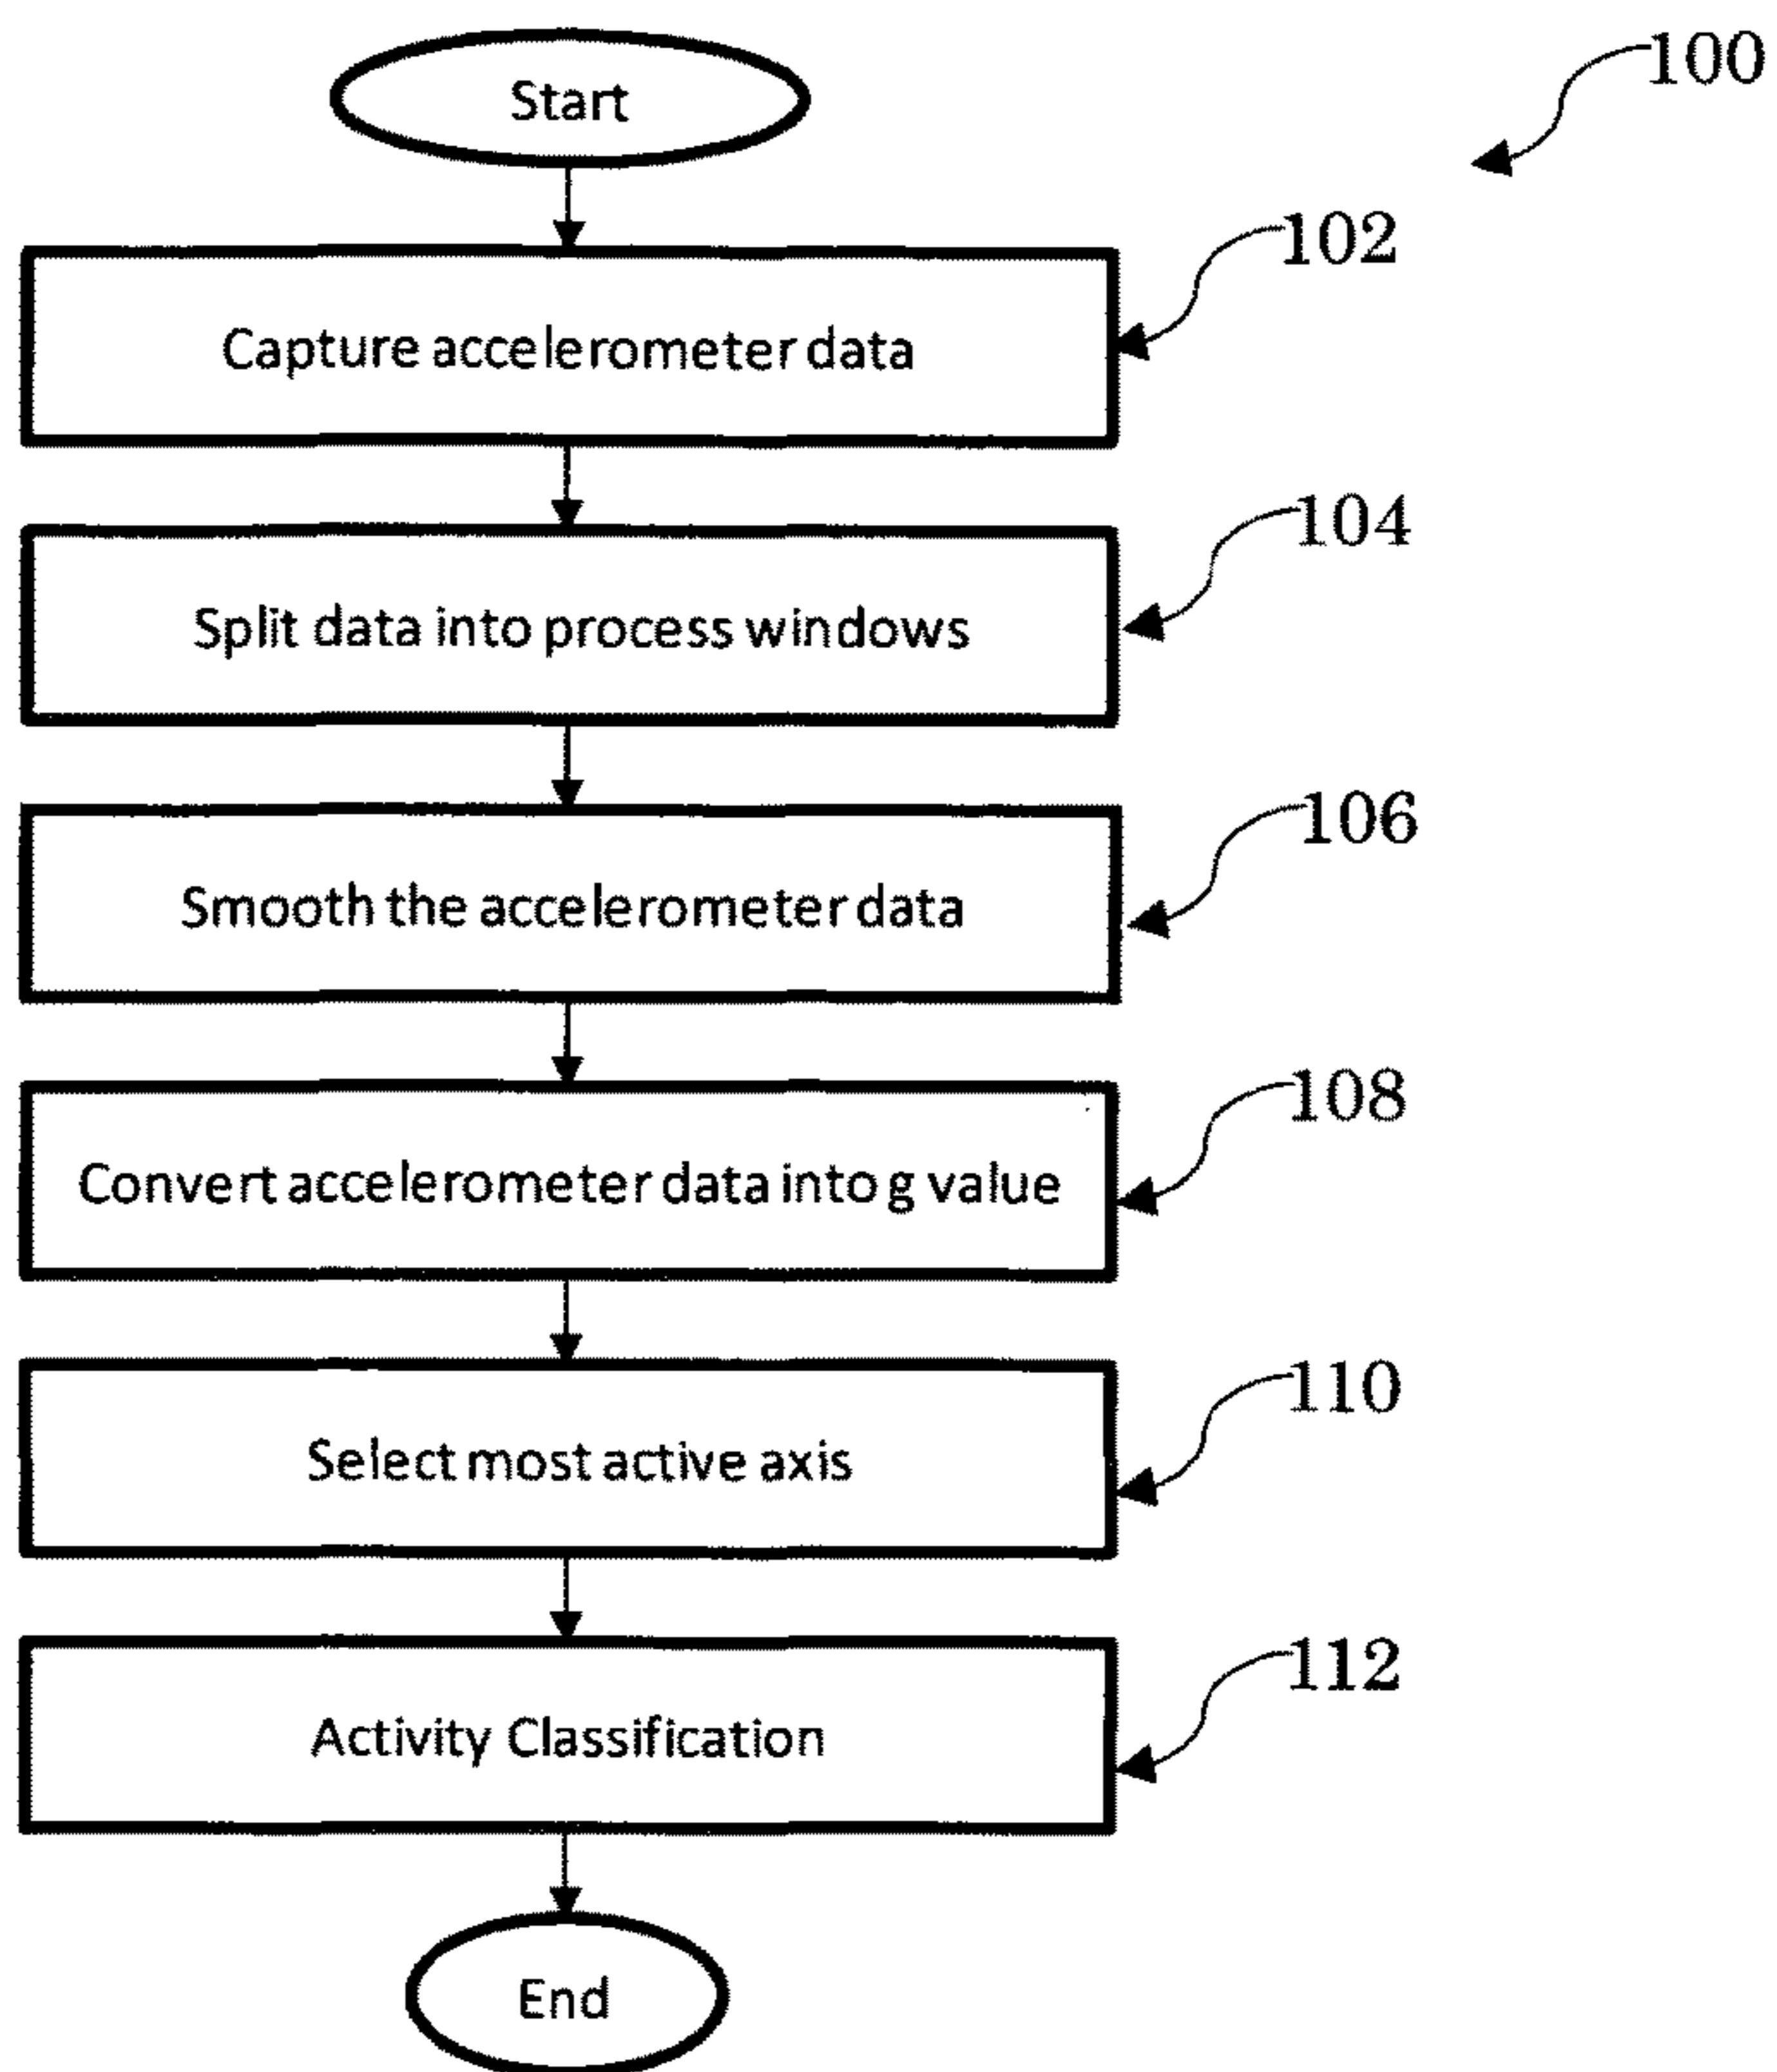 Start
100
102
Capture accelerometer data
104
Split data into process windows
106
Smooth the accelerometer data
108
Convert accelerometer data into g value
110
Select most active axis
112
Activity Classification
End